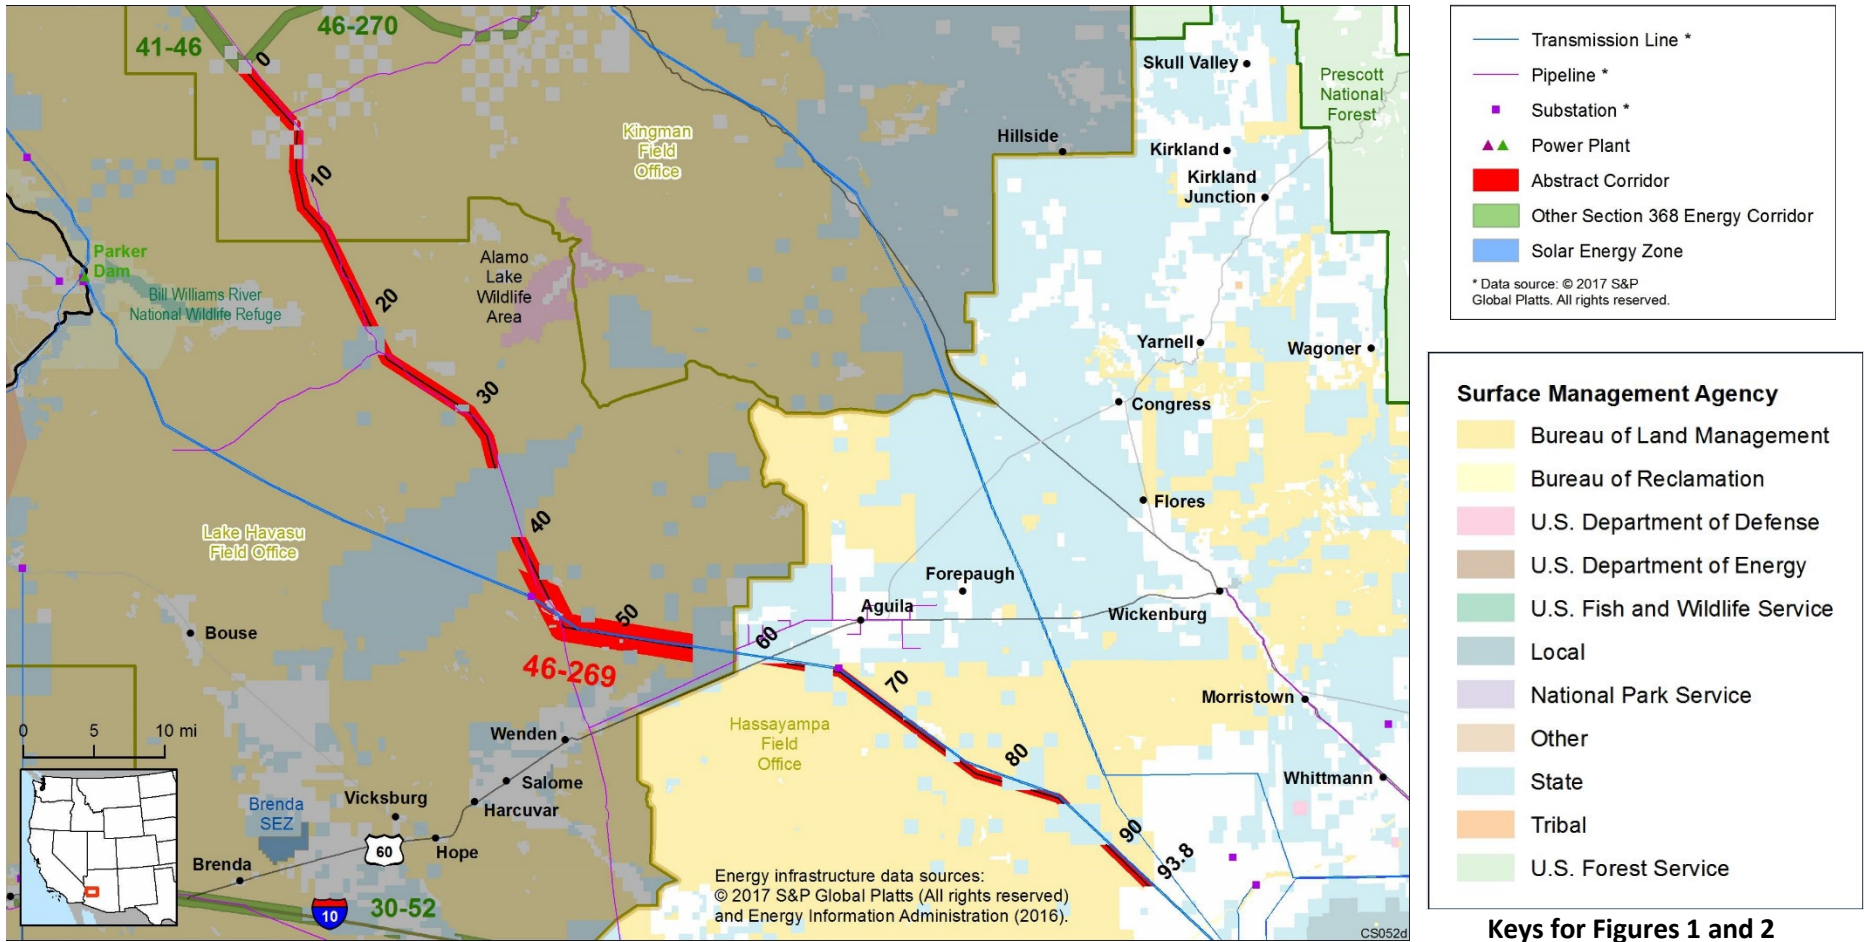 41-46
46-270
0
10
20
30
40
50
60
70
80
90
93.8
46-269
30-52
Kingman
Field
Office
Hillside
Skull Valley
Kirkland
Kirkland
Junction
Prescott
National
Forest
Parker
Dam
Bill Williams River
National Wildlife Refuge
Alamo
Lake
Wildlife
Area
Yarnell
Wagoner
Congress
Flores
Lake Havasu
Field Office
Forepaugh
Aguila
Wickenburg
Bouse
Morristown
Hassayampa
Field
Office
Wenden
Salome
Harcuvar
Whittmann
Vicksburg
Brenda
SEZ
60
Hope
Brenda
10
0 5 10 mi
Energy infrastructure data sources:
© 2017 S&P Global Platts (All rights reserved)
and Energy Information Administration (2016).
CS052d
Transmission Line *
Pipeline *
Substation *
Power Plant
Abstract Corridor
Other Section 368 Energy Corridor
Solar Energy Zone
* Data source: © 2017 S&P
Global Platts. All rights reserved.
Surface Management Agency
Bureau of Land Management
Bureau of Reclamation
U.S. Department of Defense
U.S. Department of Energy
U.S. Fish and Wildlife Service
Local
National Park Service
Other
State
Tribal
U.S. Forest Service
Keys for Figures 1 and 2